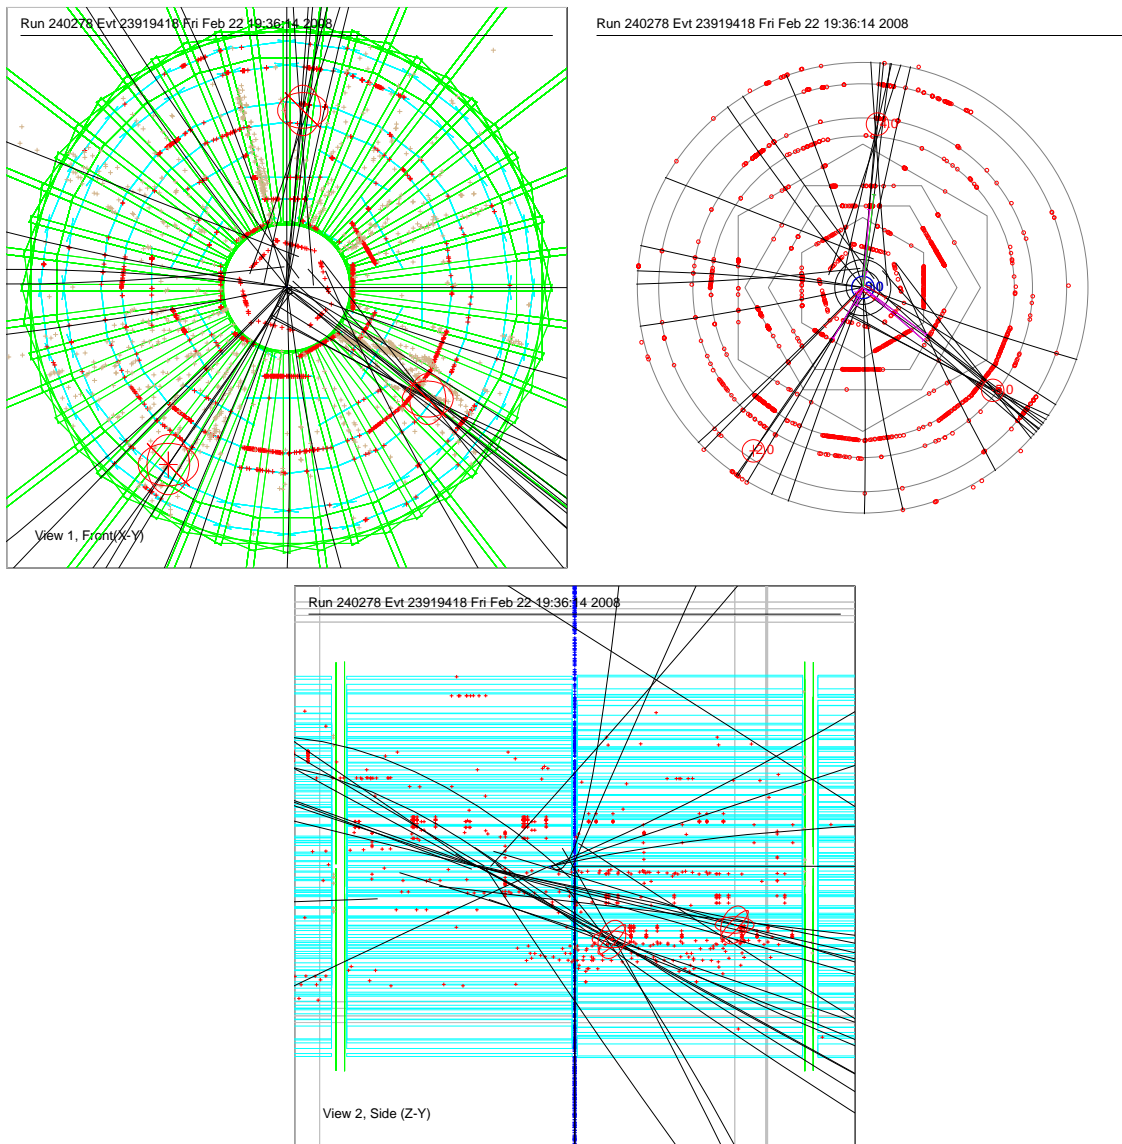 Run 240278 Evt 23919418 Fri Feb 22 19:36:14 2008
View 1, Front(X-Y)
Run 240278 Evt 23919418 Fri Feb 22 19:36:14 2008
Run 240278 Evt 23919418 Fri Feb 22 19:36:14 2008
View 2, Side (Z-Y)